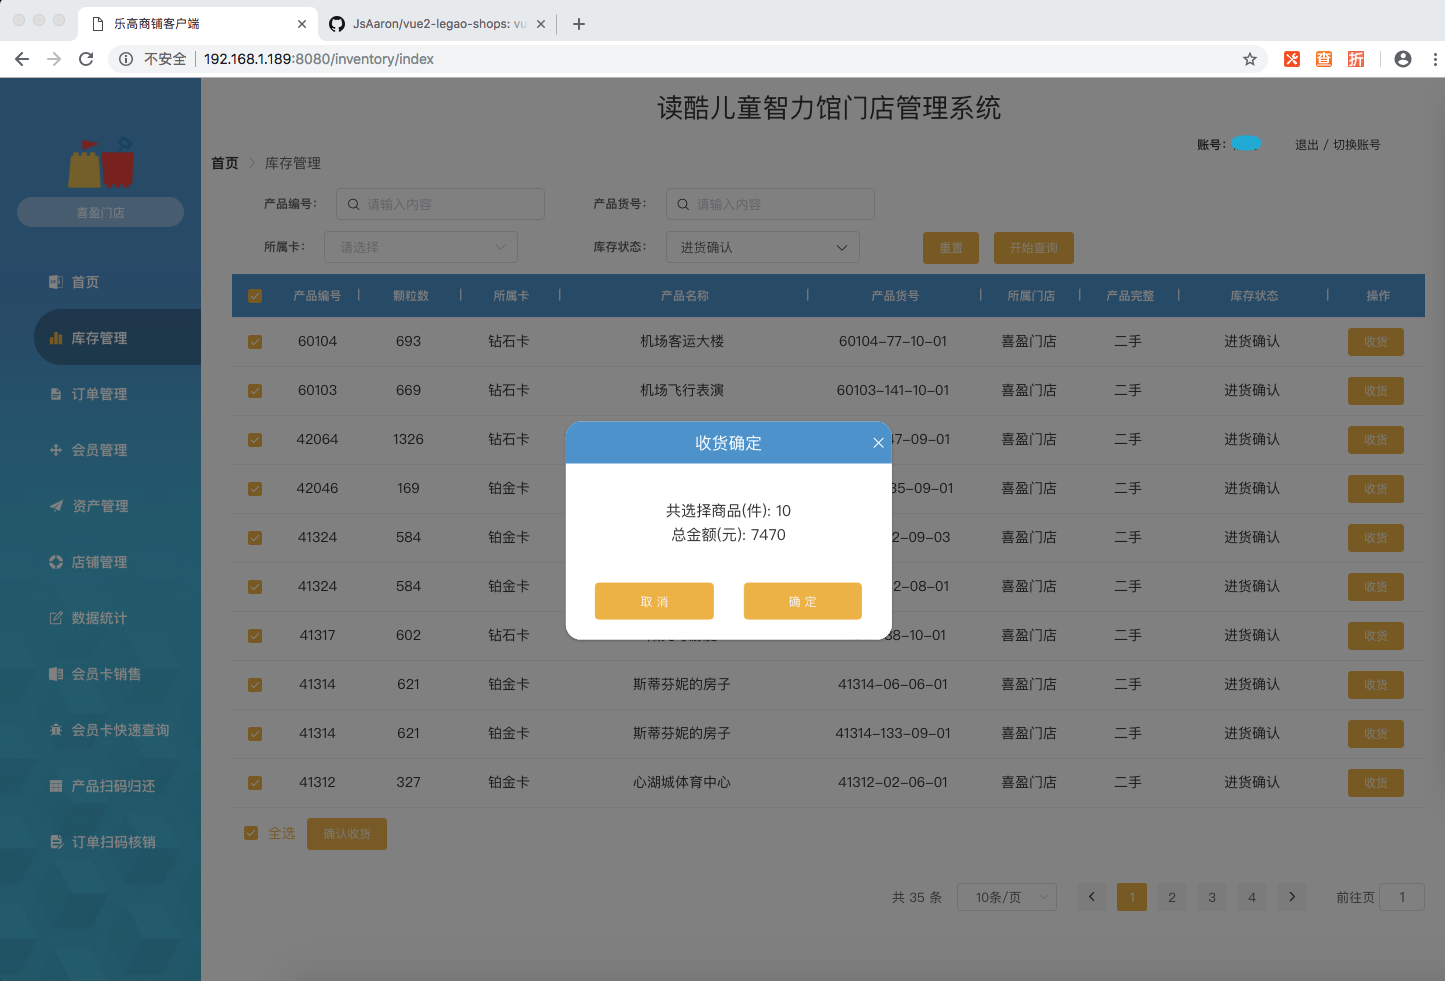 乐高商铺客户端
JsAaron/vue2-legao-shops: vu
不安全 192.168.1.189:8080/inventory/index
查 折
读酷儿童智力馆门店管理系统
账号: 退出 / 切换账号
喜盈门店
首页
库存管理
订单管理
会员管理
资产管理
店铺管理
数据统计
会员卡销售
会员卡快速查询
产品扫码归还
订单扫码核销
首页 > 库存管理
产品编号: 请输入内容 产品货号: 请输入内容
所属卡: 请选择 库存状态: 进货确认 重置 开始查询
产品编号 颗粒数 所属卡 产品名称 产品货号 所属门店 产品完整 库存状态 操作
60104 693 钻石卡 机场客运大楼 60104-77-10-01 喜盈门店 二手 进货确认 收货
60103 669 钻石卡 机场飞行表演 60103-141-10-01 喜盈门店 二手 进货确认 收货
42064 1326 钻石卡 47-09-01 喜盈门店 二手 进货确认 收货
42046 169 铂金卡 35-09-01 喜盈门店 二手 进货确认 收货
41324 584 铂金卡 2-09-03 喜盈门店 二手 进货确认 收货
41324 584 铂金卡 2-08-01 喜盈门店 二手 进货确认 收货
41317 602 钻石卡 38-10-01 喜盈门店 二手 进货确认 收货
41314 621 铂金卡 斯蒂芬妮的房子 41314-06-06-01 喜盈门店 二手 进货确认 收货
41314 621 铂金卡 斯蒂芬妮的房子 41314-133-09-01 喜盈门店 二手 进货确认 收货
41312 327 铂金卡 心湖城体育中心 41312-02-06-01 喜盈门店 二手 进货确认 收货
全选 确认收货
共 35 条 10条/页 1 2 3 4 前往页 1
收货确定
共选择商品(件): 10
总金额(元): 7470
取 消 确 定